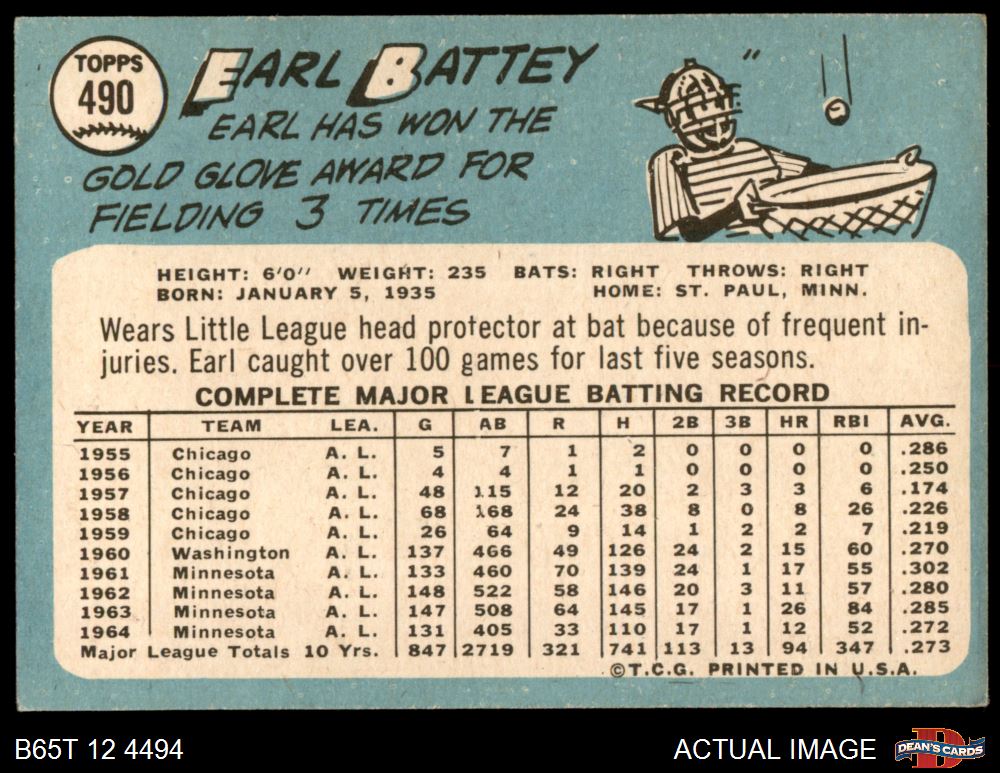 TOPPS
490
EARL BATTEY
EARL HAS WON THE
GOLD GLOVE AWARD FOR
FIELDING 3 TIMES
HEIGHT: 6'0" WEIGHT: 235 BATS: RIGHT THROWS: RIGHT
BORN: JANUARY 5, 1935 HOME: ST. PAUL, MINN.
Wears Little League head protector at bat because of frequent in-
juries. Earl caught over 100 games for last five seasons.
COMPLETE MAJOR LEAGUE BATTING RECORD
YEAR TEAM LEA. G AB R H 2B 3B HR RBI AVG.
1955 Chicago A. L. 5 7 1 2 0 0 0 0 .286
1956 Chicago A. L. 4 4 1 1 0 0 0 0 .250
1957 Chicago A. L. 48 115 12 20 2 3 3 6 .174
1958 Chicago A. L. 68 168 24 38 8 0 8 26 .226
1959 Chicago A. L. 26 64 9 14 1 2 2 7 .219
1960 Washington A. L. 137 466 49 126 24 2 15 60 .270
1961 Minnesota A. L. 133 460 70 139 24 1 17 55 .302
1962 Minnesota A. L. 148 522 58 146 20 3 11 57 .280
1963 Minnesota A. L. 147 508 64 145 17 1 26 84 .285
1964 Minnesota A. L. 131 405 33 110 17 1 12 52 .272
Major League Totals 10 Yrs. 847 2719 321 741 113 13 94 347 .273
©T.C.G. PRINTED IN U.S.A.
B65T 12 4494 ACTUAL IMAGE
DEAN'S CARDS